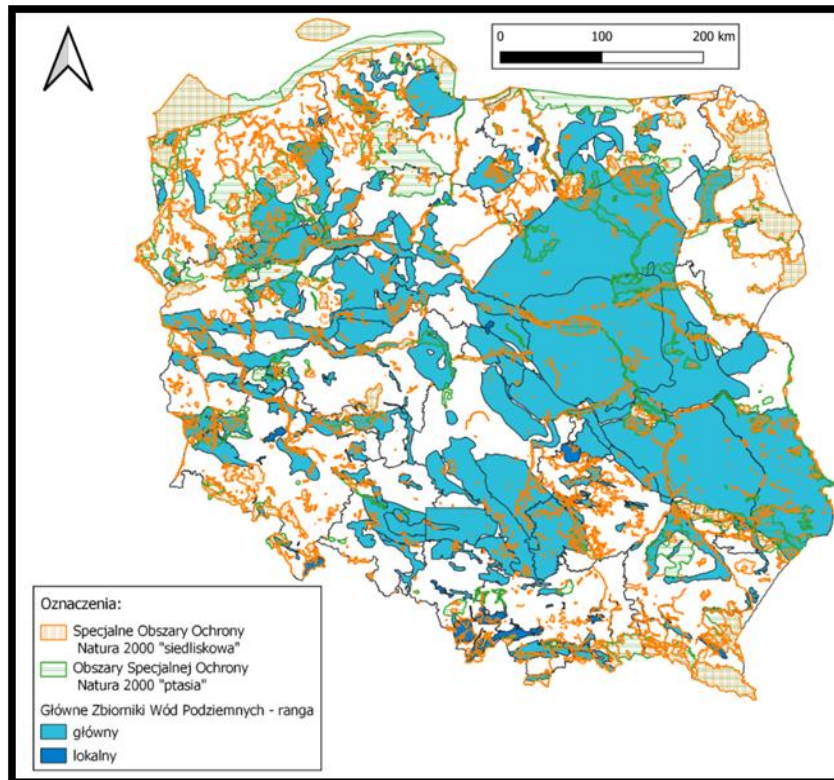 0 100 200 km
Oznaczenia:
Specjalne Obszary Ochrony
Natura 2000 "siedliskowa"
Obszary Specjalnej Ochrony
Natura 2000 "ptasia"
Główne Zbiorniki Wód Podziemnych - ranga
główny
lokalny